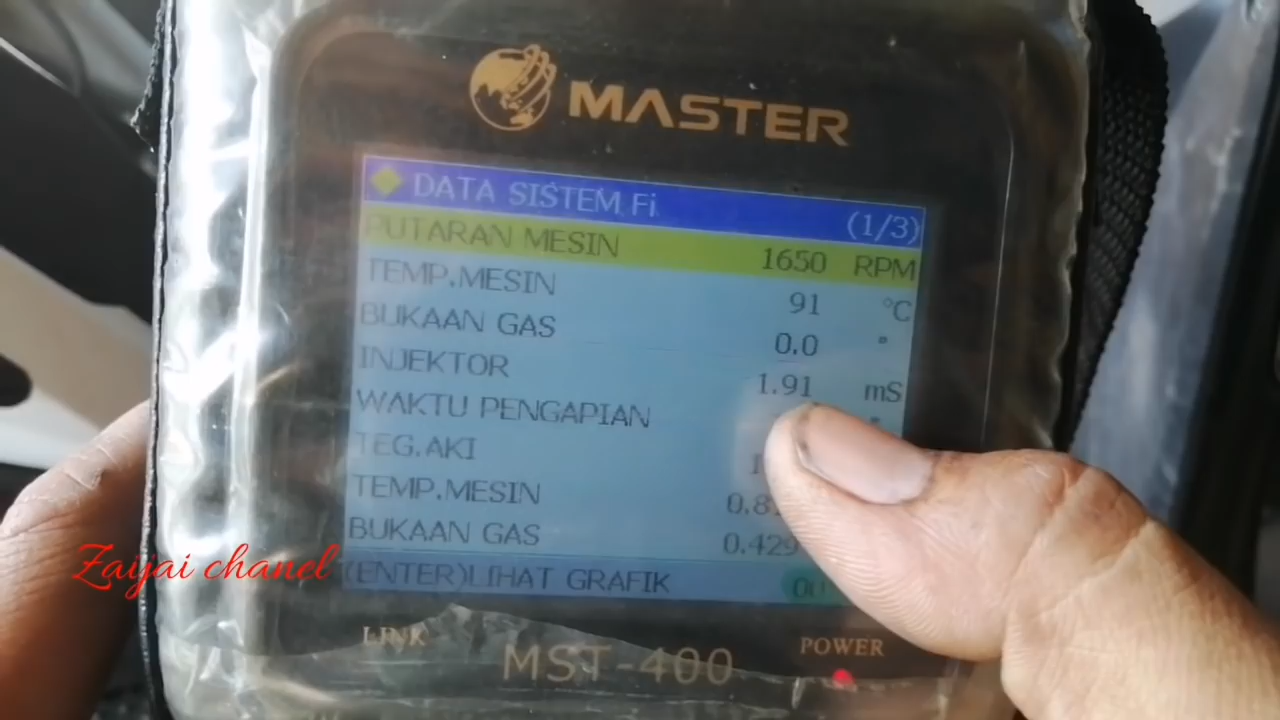 MASTER
DATA SISTEM Fi (1/3)
PUTARAN MESIN 1650 RPM
TEMP.MESIN 91 °C
BUKAAN GAS 0.0 °
INJEKTOR 1.91 mS
WAKTU PENGAPIAN
TEG.AKI
TEMP.MESIN
BUKAAN GAS 0.429
(ENTER)LIHAT GRAFIK
LINK POWER
MST-400
Zaijai chanel